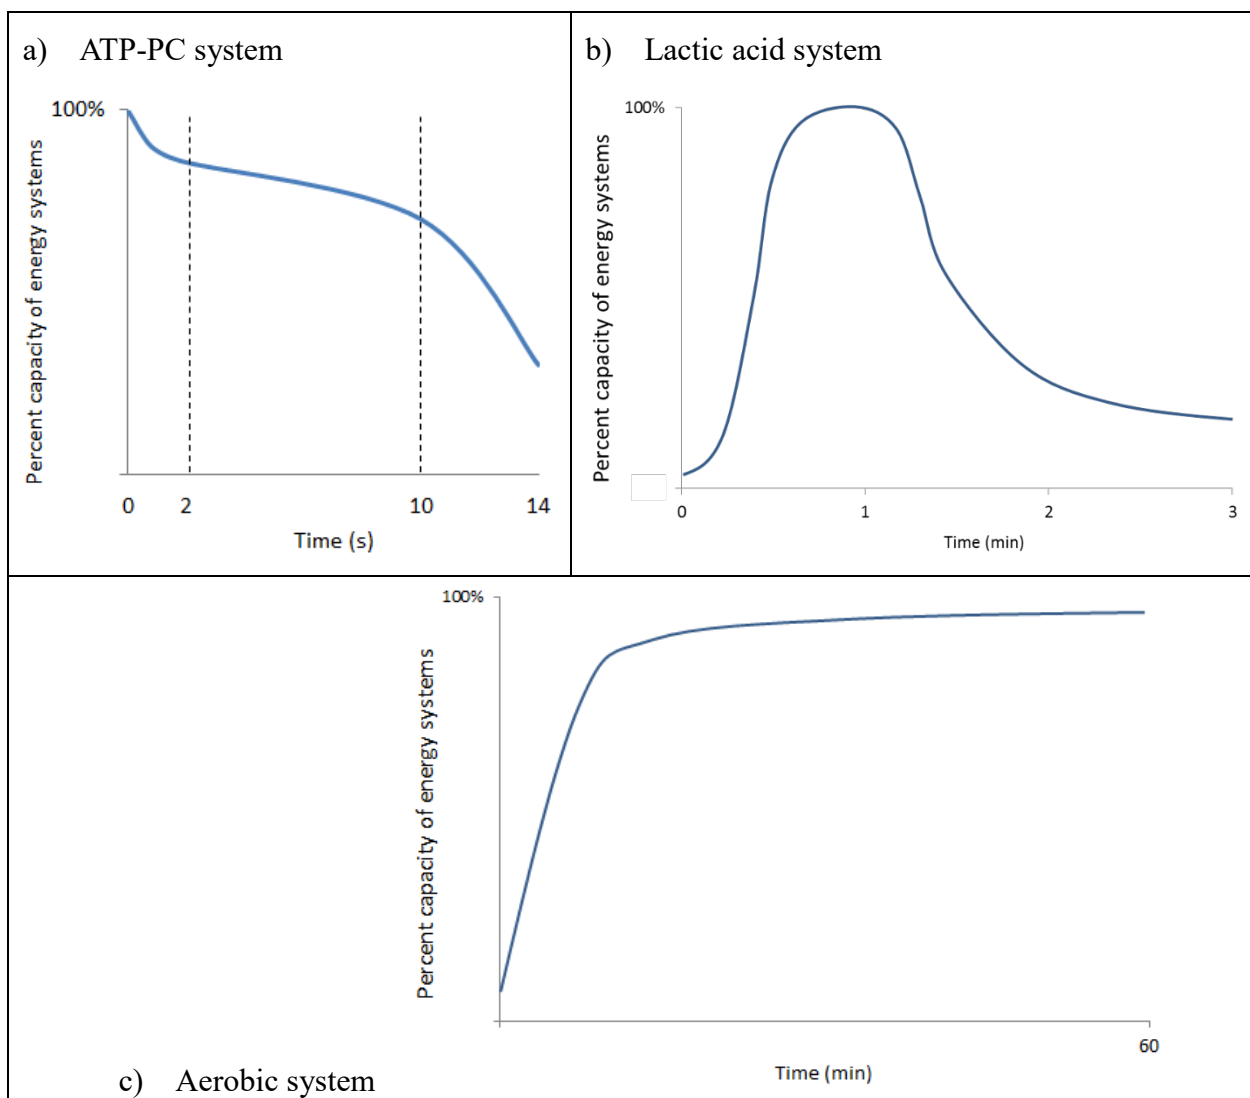 a) ATP-PC system
100%
Percent capacity of energy systems
0 2 10 14
Time (s)
b) Lactic acid system
100%
Percent capacity of energy systems
0 1 2 3
Time (min)
100%
Percent capacity of energy systems
60
Time (min)
c) Aerobic system